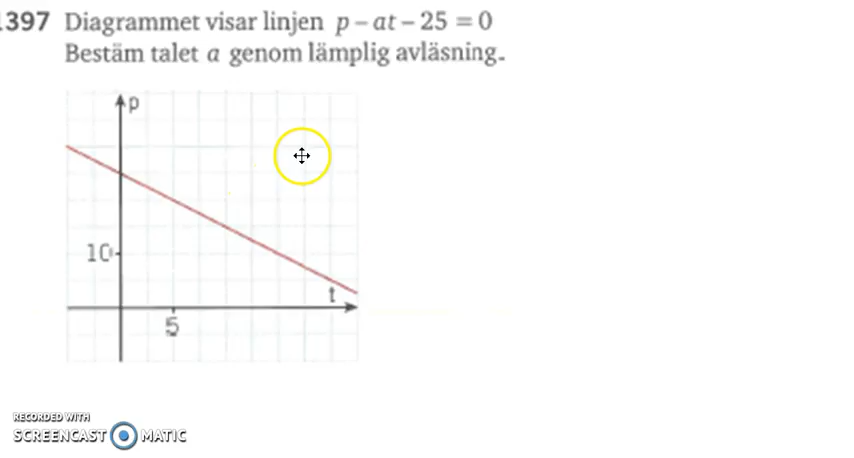 1397 Diagrammet visar linjen p – at – 25 = 0
Bestäm talet a genom lämplig avläsning.
p
10
t
5
RECORDED WITH
SCREENCAST MATIC